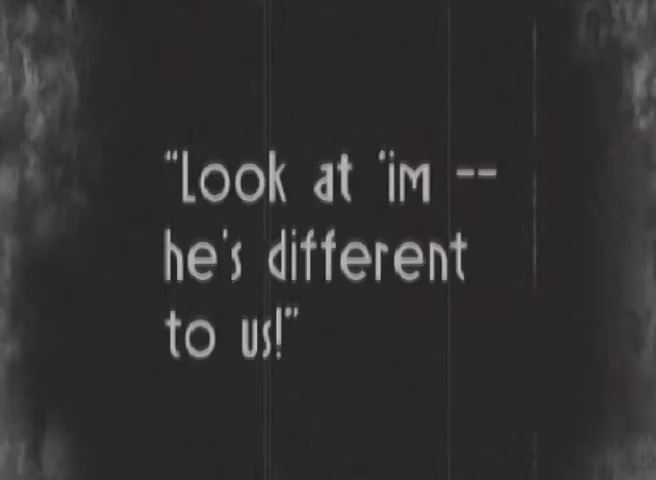 "Look at 'im --
he's different
to us!"